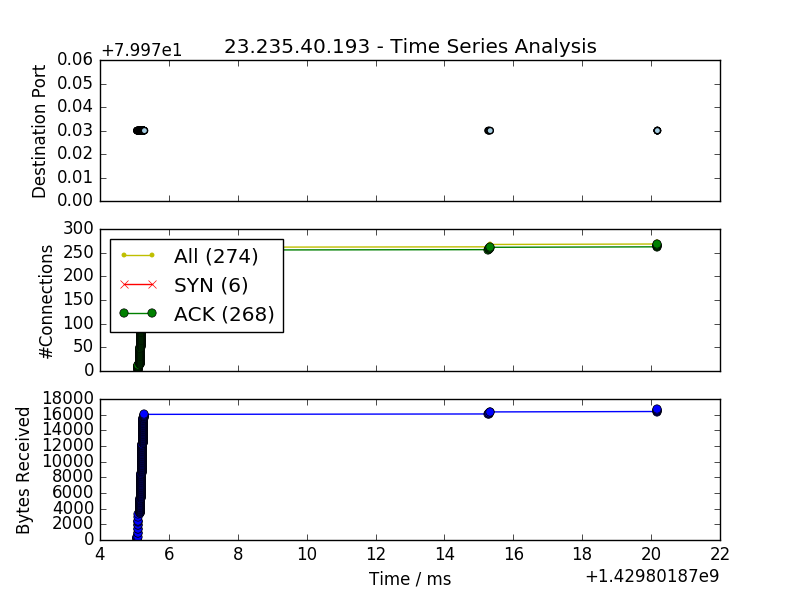 +7.997e1
23.235.40.193 - Time Series Analysis
Destination Port
0.06
0.05
0.04
0.03
0.02
0.01
0.00
#Connections
300
250
200
150
100
50
0
All (274)
SYN (6)
ACK (268)
Bytes Received
18000
16000
14000
12000
10000
8000
6000
4000
2000
0
4 6 8 10 12 14 16 18 20 22
Time / ms
+1.42980187e9